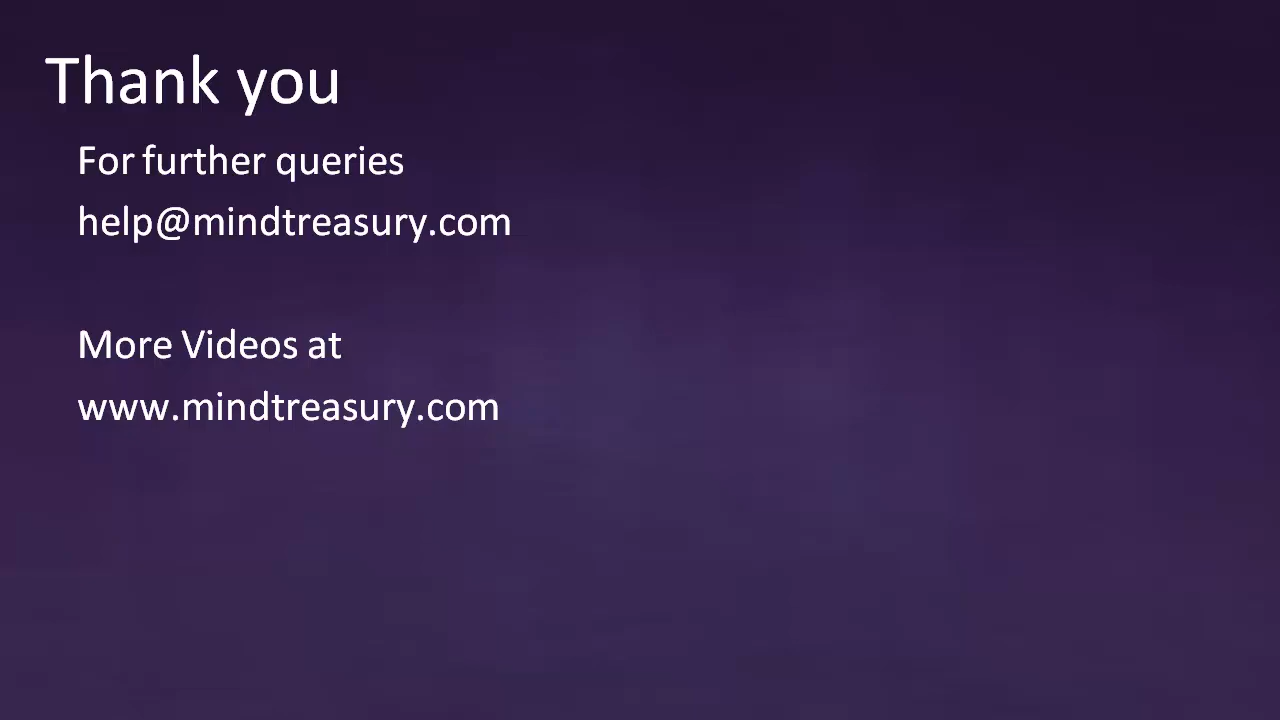 Thank you
For further queries
help@mindtreasury.com
More Videos at
www.mindtreasury.com